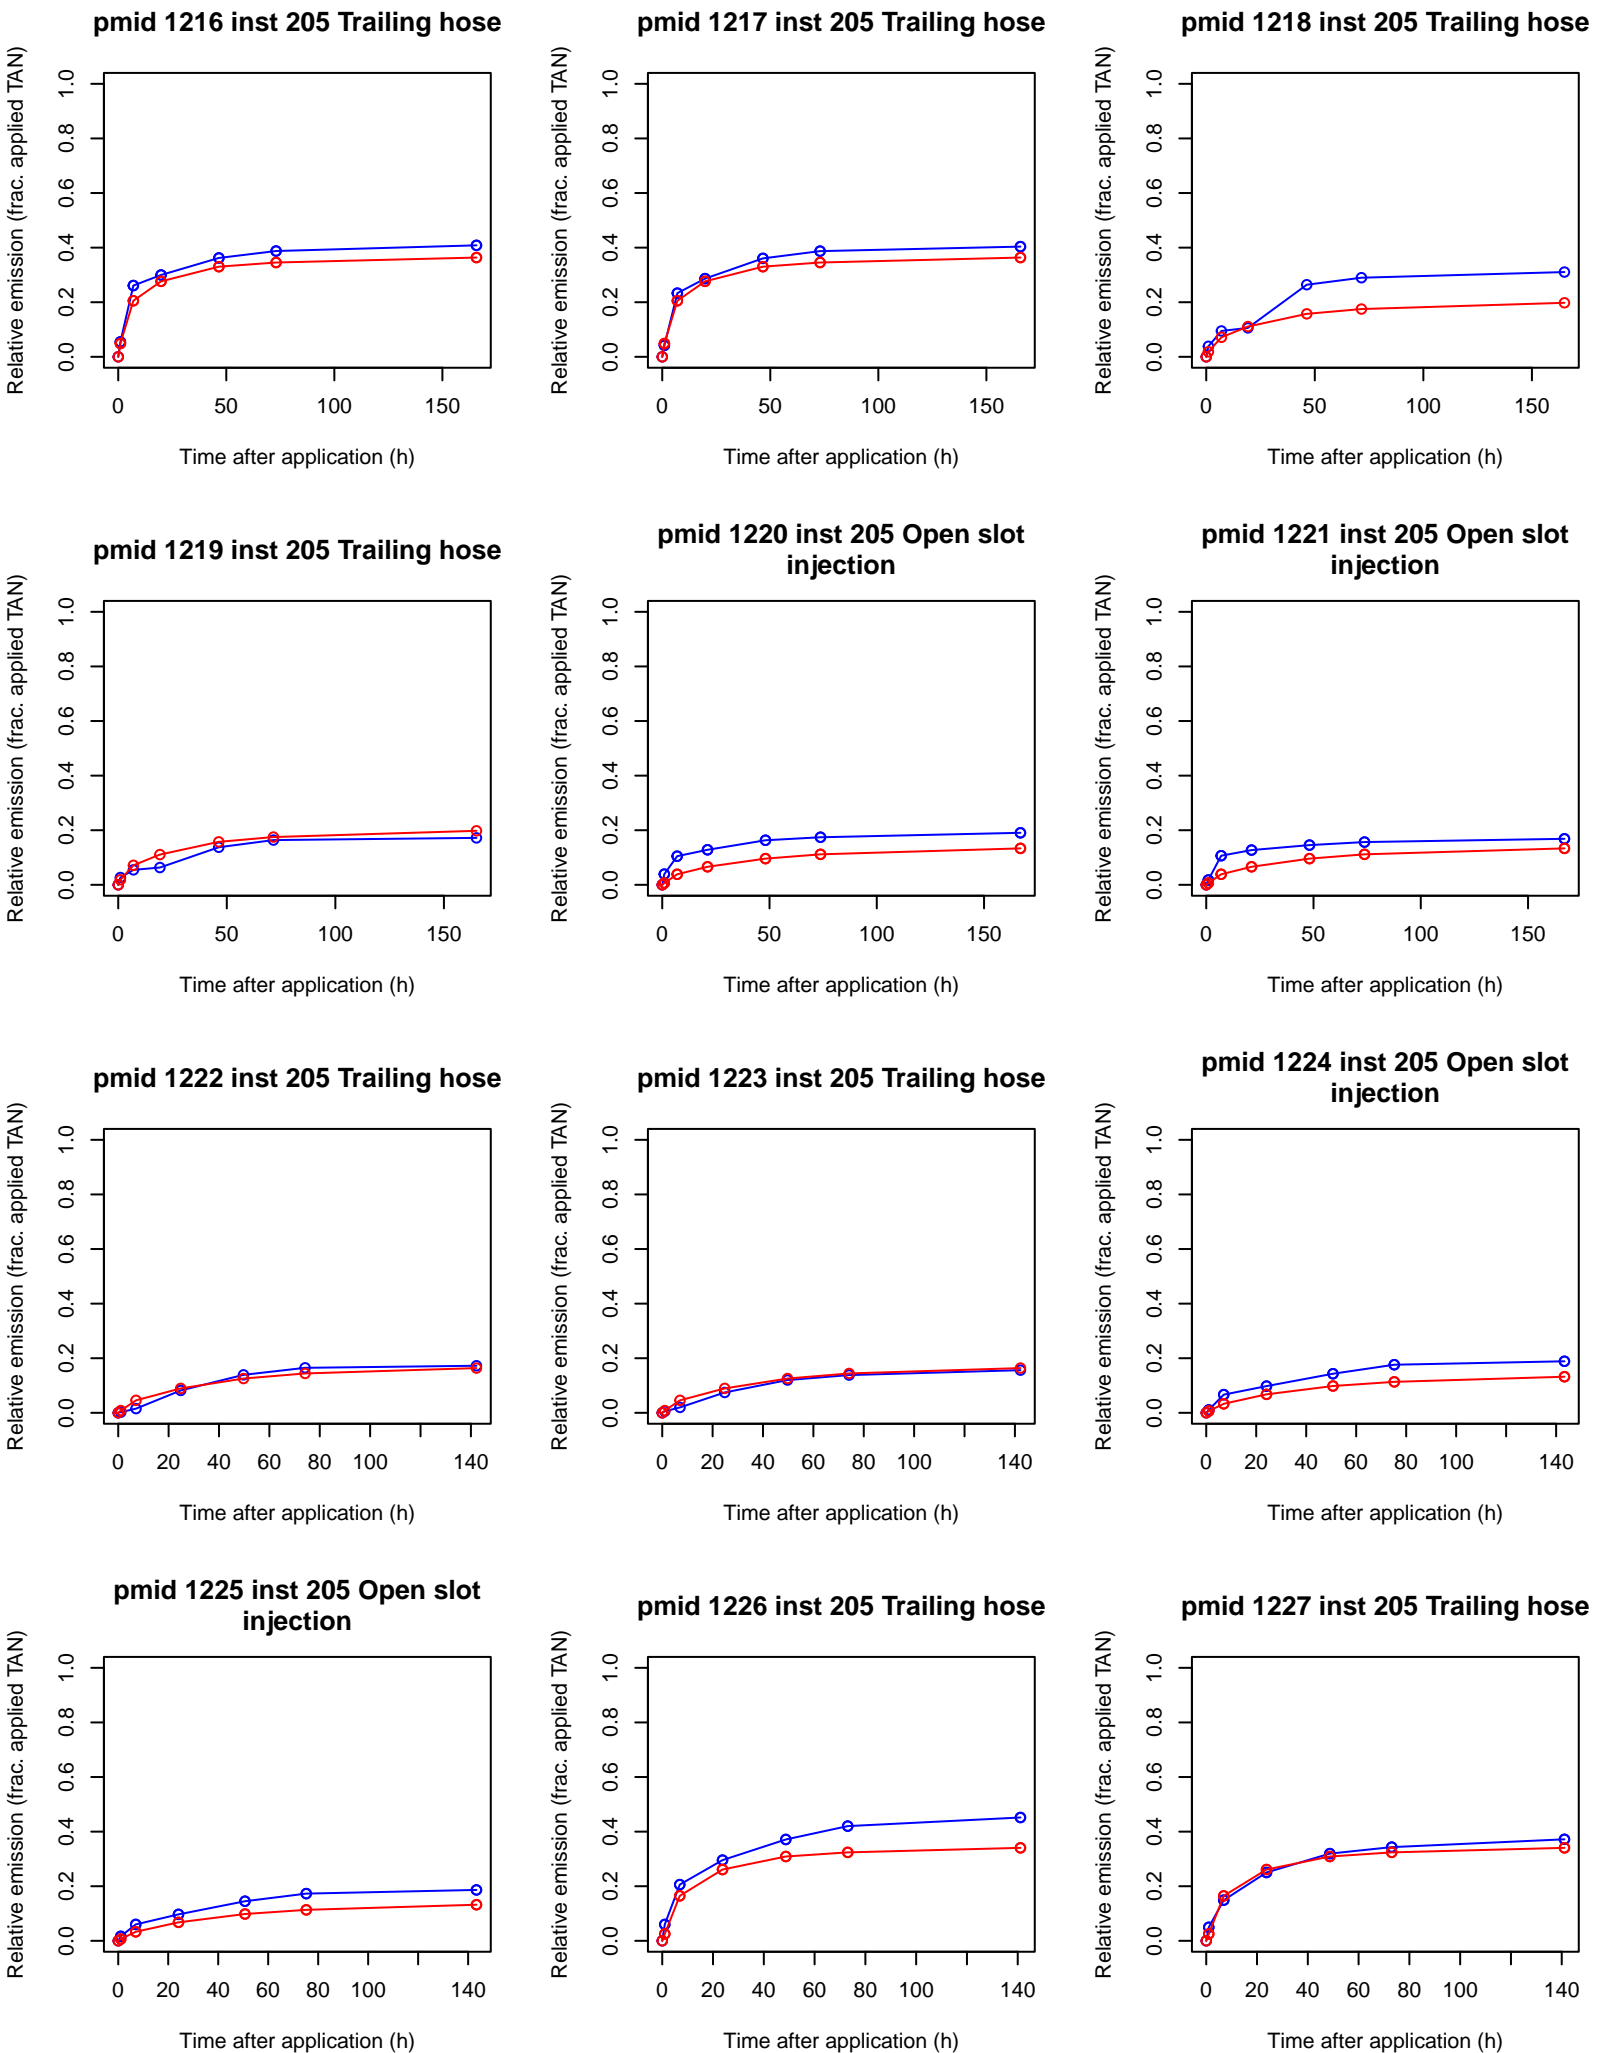 pmid 1216 inst 205 Trailing hose
Relative emission (frac. applied TAN)
1.0
0.8
0.6
0.4
0.2
0.0
0 50 100 150
Time after application (h)
pmid 1217 inst 205 Trailing hose
Relative emission (frac. applied TAN)
1.0
0.8
0.6
0.4
0.2
0.0
0 50 100 150
Time after application (h)
pmid 1218 inst 205 Trailing hose
Relative emission (frac. applied TAN)
1.0
0.8
0.6
0.4
0.2
0.0
0 50 100 150
Time after application (h)
pmid 1219 inst 205 Trailing hose
Relative emission (frac. applied TAN)
1.0
0.8
0.6
0.4
0.2
0.0
0 50 100 150
Time after application (h)
pmid 1220 inst 205 Open slot
injection
Relative emission (frac. applied TAN)
1.0
0.8
0.6
0.4
0.2
0.0
0 50 100 150
Time after application (h)
pmid 1221 inst 205 Open slot
injection
Relative emission (frac. applied TAN)
1.0
0.8
0.6
0.4
0.2
0.0
0 50 100 150
Time after application (h)
pmid 1222 inst 205 Trailing hose
Relative emission (frac. applied TAN)
1.0
0.8
0.6
0.4
0.2
0.0
0 20 40 60 80 100 140
Time after application (h)
pmid 1223 inst 205 Trailing hose
Relative emission (frac. applied TAN)
1.0
0.8
0.6
0.4
0.2
0.0
0 20 40 60 80 100 140
Time after application (h)
pmid 1224 inst 205 Open slot
injection
Relative emission (frac. applied TAN)
1.0
0.8
0.6
0.4
0.2
0.0
0 20 40 60 80 100 140
Time after application (h)
pmid 1225 inst 205 Open slot
injection
Relative emission (frac. applied TAN)
1.0
0.8
0.6
0.4
0.2
0.0
0 20 40 60 80 100 140
Time after application (h)
pmid 1226 inst 205 Trailing hose
Relative emission (frac. applied TAN)
1.0
0.8
0.6
0.4
0.2
0.0
0 20 40 60 80 100 140
Time after application (h)
pmid 1227 inst 205 Trailing hose
Relative emission (frac. applied TAN)
1.0
0.8
0.6
0.4
0.2
0.0
0 20 40 60 80 100 140
Time after application (h)